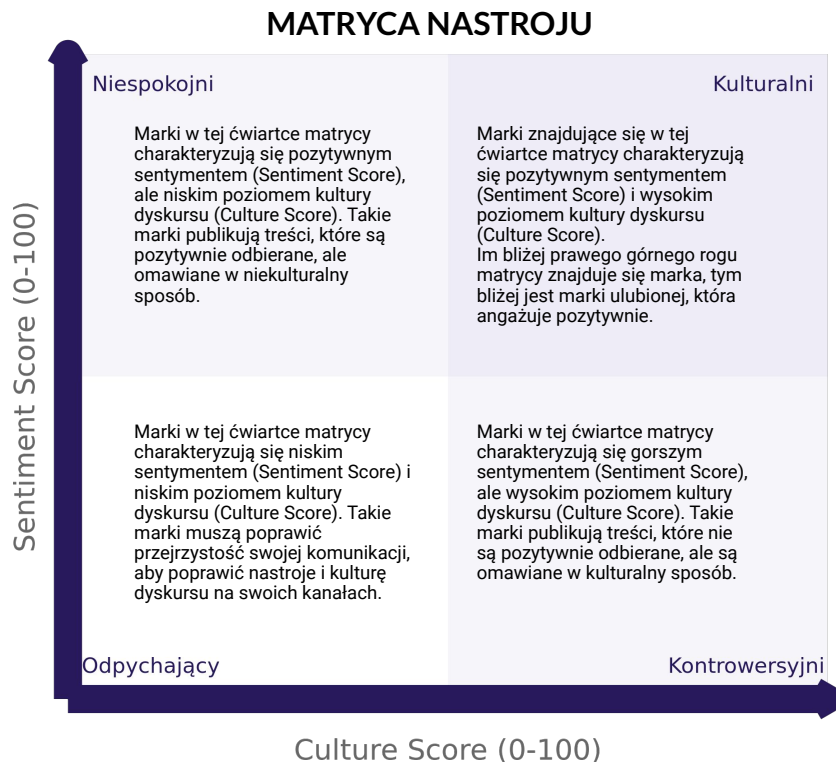 MATRYCA NASTROJU
Niespokojni
Marki w tej ćwiartce matrycy
charakteryzują się pozytywnym
sentymentem (Sentiment Score),
ale niskim poziomem kultury
dyskursu (Culture Score). Takie
marki publikują treści, które są
pozytywnie odbierane, ale
omawiane w niekulturalny
sposób.
Kulturalni
Marki znajdujące się w tej
ćwiartce matrycy charakteryzują
się pozytywnym sentymentem
(Sentiment Score) i wysokim
poziomem kultury dyskursu
(Culture Score).
Im bliżej prawego górnego rogu
matrycy znajduje się marka, tym
bliżej jest marki ulubionej, która
angażuje pozytywnie.
Sentiment Score (0-100)
Marki w tej ćwiartce matrycy
charakteryzują się niskim
sentymentem (Sentiment Score) i
niskim poziomem kultury
dyskursu (Culture Score). Takie
marki muszą poprawić
przejrzystość swojej komunikacji,
aby poprawić nastroje i kulturę
dyskursu na swoich kanałach.
Odpychający
Marki w tej ćwiartce matrycy
charakteryzują się gorszym
sentymentem (Sentiment Score),
ale wysokim poziomem kultury
dyskursu (Culture Score). Takie
marki publikują treści, które nie
są pozytywnie odbierane, ale są
omawiane w kulturalny sposób.
Kontrowersyjni
Culture Score (0-100)